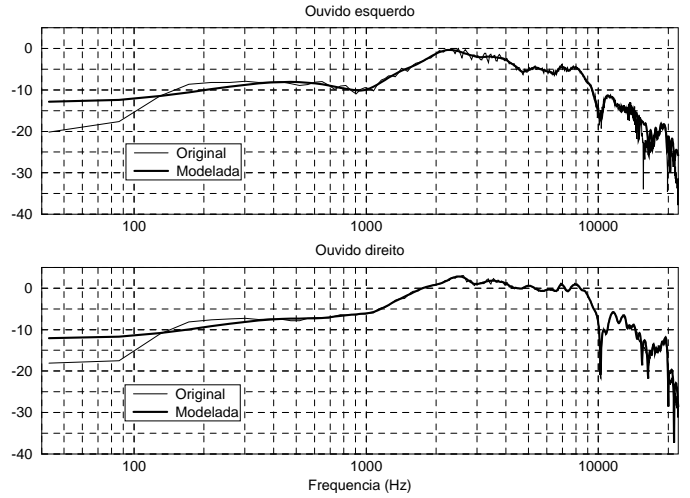 Ouvido esquerdo
0
-10
-20
-30
-40
Original
Modelada
100
1000
10000
Ouvido direito
0
-10
-20
-30
-40
Original
Modelada
100
1000
10000
Frequencia (Hz)